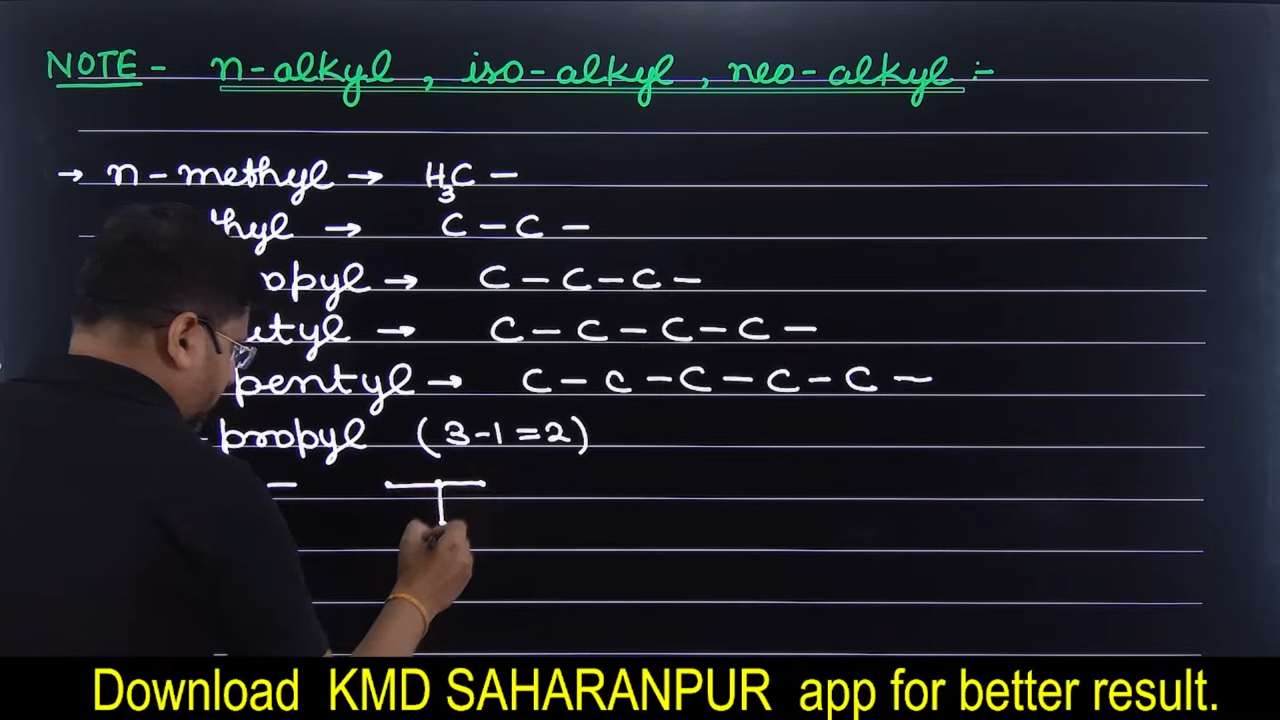 NOTE - n-alkyl, iso-alkyl, neo-alkyl :-
→ n-methyl → H₃C –
hyl → C – C –
opyl → C – C – C –
utyl → C – C – C – C –
pentyl → C – C – C – C – C –
-propyl (3-1=2)
Download KMD SAHARANPUR app for better result.